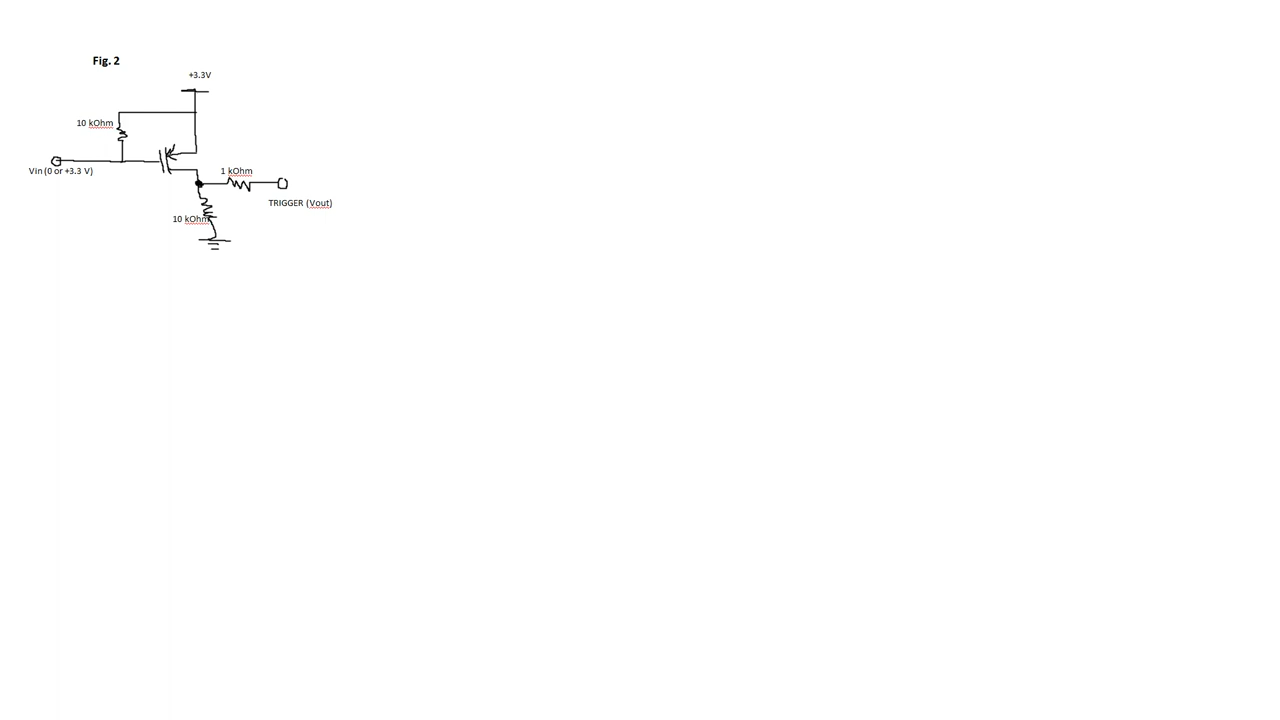 Fig. 2
+3.3V
10 kOhm
Vin (0 or +3.3 V)
1 kOhm
TRIGGER (Vout)
10 kOhm